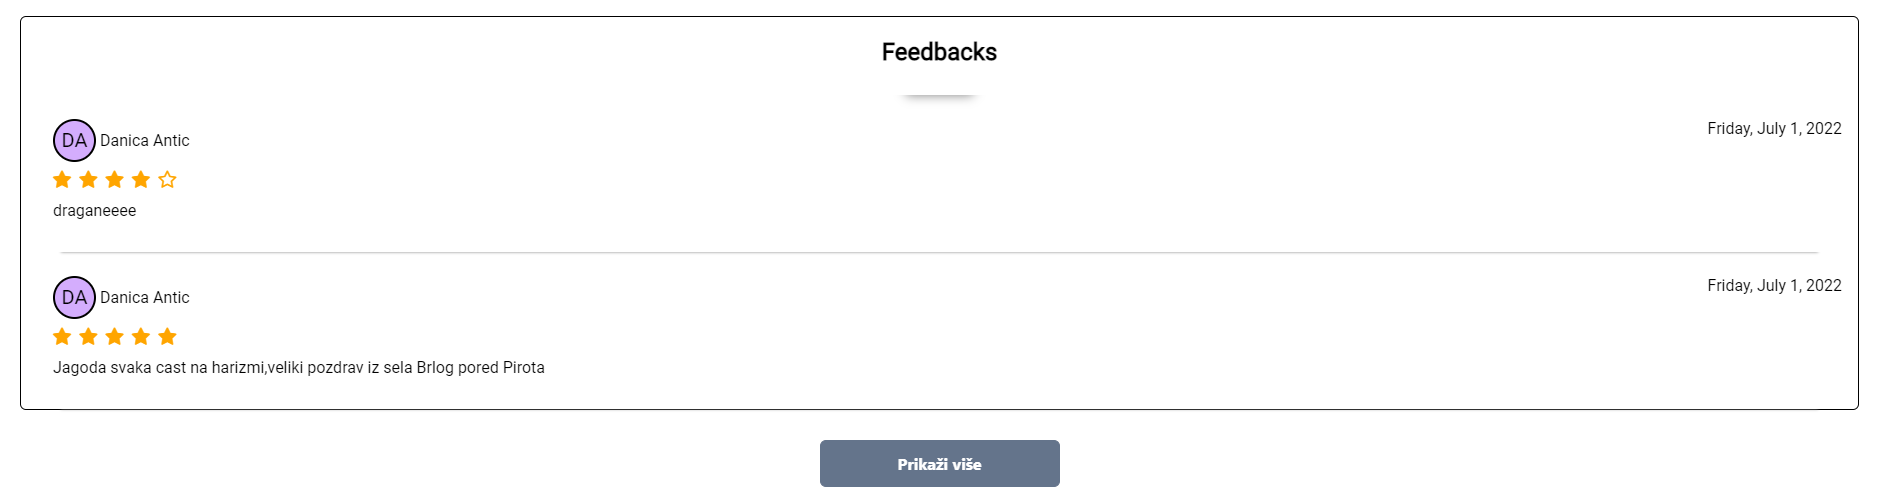 Feedbacks
DA Danica Antic
Friday, July 1, 2022
draganeeee
DA Danica Antic
Friday, July 1, 2022
Jagoda svaka cast na harizmi,veliki pozdrav iz sela Brlog pored Pirota
Prikaži više